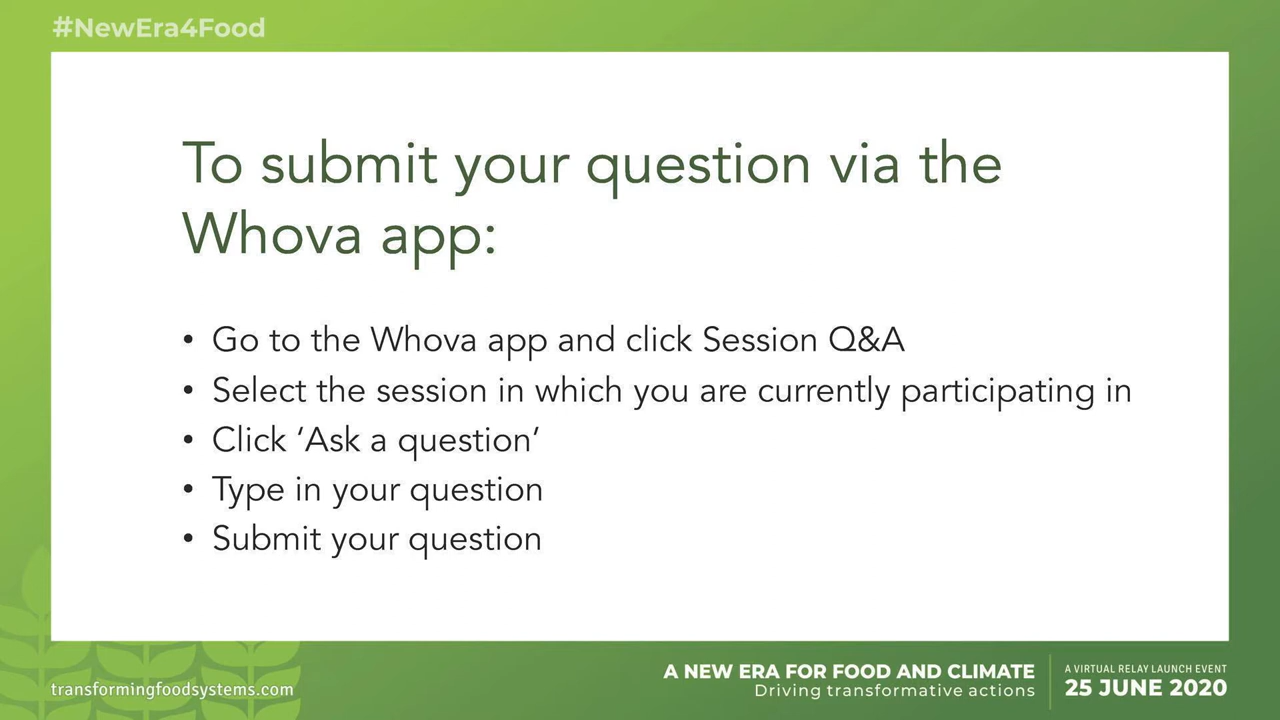 #NewEra4Food
To submit your question via the
Whova app:
• Go to the Whova app and click Session Q&A
• Select the session in which you are currently participating in
• Click ‘Ask a question’
• Type in your question
• Submit your question
transformingfoodsystems.com
A NEW ERA FOR FOOD AND CLIMATE
Driving transformative actions
A VIRTUAL RELAY LAUNCH EVENT
25 JUNE 2020